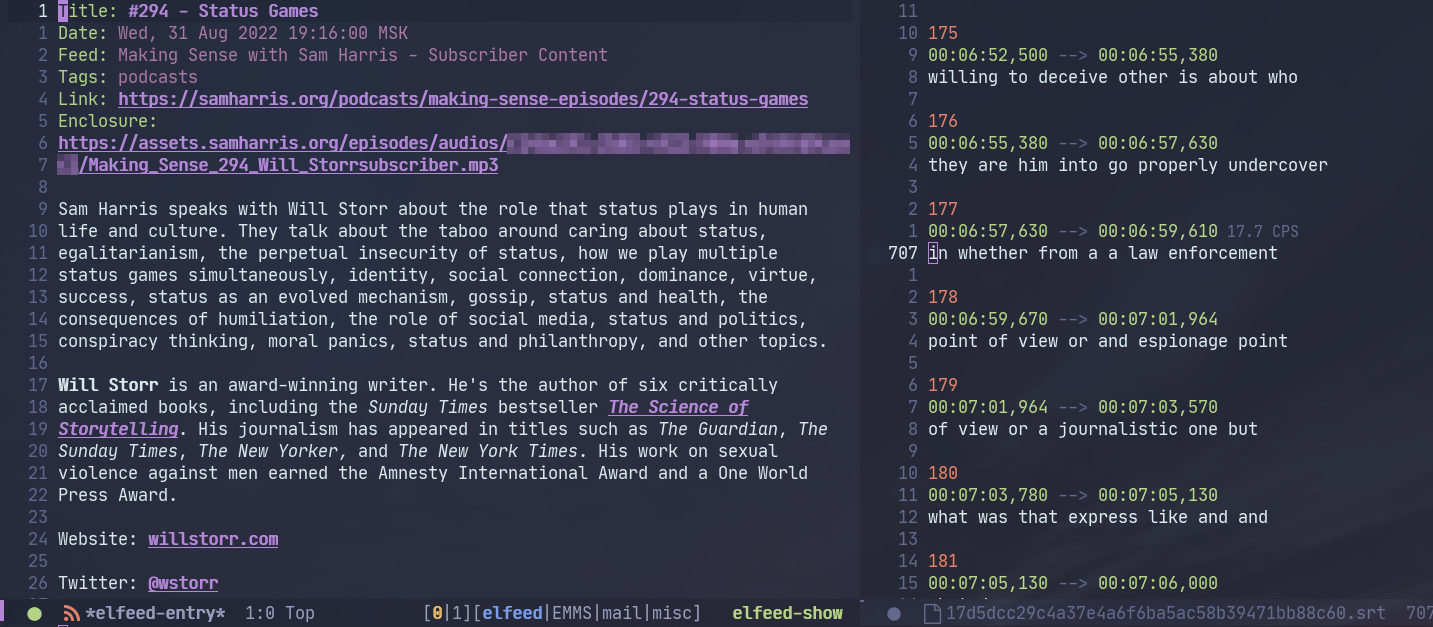 1 Title: #294 - Status Games
1 Date: Wed, 31 Aug 2022 19:16:00 MSK
2 Feed: Making Sense with Sam Harris - Subscriber Content
3 Tags: podcasts
4 Link: https://samharris.org/podcasts/making-sense-episodes/294-status-games
5 Enclosure:
6 https://assets.samharris.org/episodes/audios/
7 /Making_Sense_294_Will_Storrsubscriber.mp3
8
9 Sam Harris speaks with Will Storr about the role that status plays in human
10 life and culture. They talk about the taboo around caring about status,
11 egalitarianism, the perpetual insecurity of status, how we play multiple
12 status games simultaneously, identity, social connection, dominance, virtue,
13 success, status as an evolved mechanism, gossip, status and health, the
14 consequences of humiliation, the role of social media, status and politics,
15 conspiracy thinking, moral panics, status and philanthropy, and other topics.
16
17 Will Storr is an award-winning writer. He's the author of six critically
18 acclaimed books, including the Sunday Times bestseller The Science of
19 Storytelling. His journalism has appeared in titles such as The Guardian, The
20 Sunday Times, The New Yorker, and The New York Times. His work on sexual
21 violence against men earned the Amnesty International Award and a One World
22 Press Award.
23
24 Website: willstorr.com
25
26 Twitter: @wstorr
*elfeed-entry* 1:0 Top [0|1][elfeed|EMMS|mail|misc] elfeed-show
11
10 175
9 00:06:52,500 --> 00:06:55,380
8 willing to deceive other is about who
7
6 176
5 00:06:55,380 --> 00:06:57,630
4 they are him into go properly undercover
3
2 177
1 00:06:57,630 --> 00:06:59,610 17.7 CPS
707 in whether from a a law enforcement
1
2 178
3 00:06:59,670 --> 00:07:01,964
4 point of view or and espionage point
5
6 179
7 00:07:01,964 --> 00:07:03,570
8 of view or a journalistic one but
9
10 180
11 00:07:03,780 --> 00:07:05,130
12 what was that express like and and
13
14 181
15 00:07:05,130 --> 00:07:06,000
17d5dcc29c4a37e4a6f6ba5ac58b39471bb88c60.srt 707